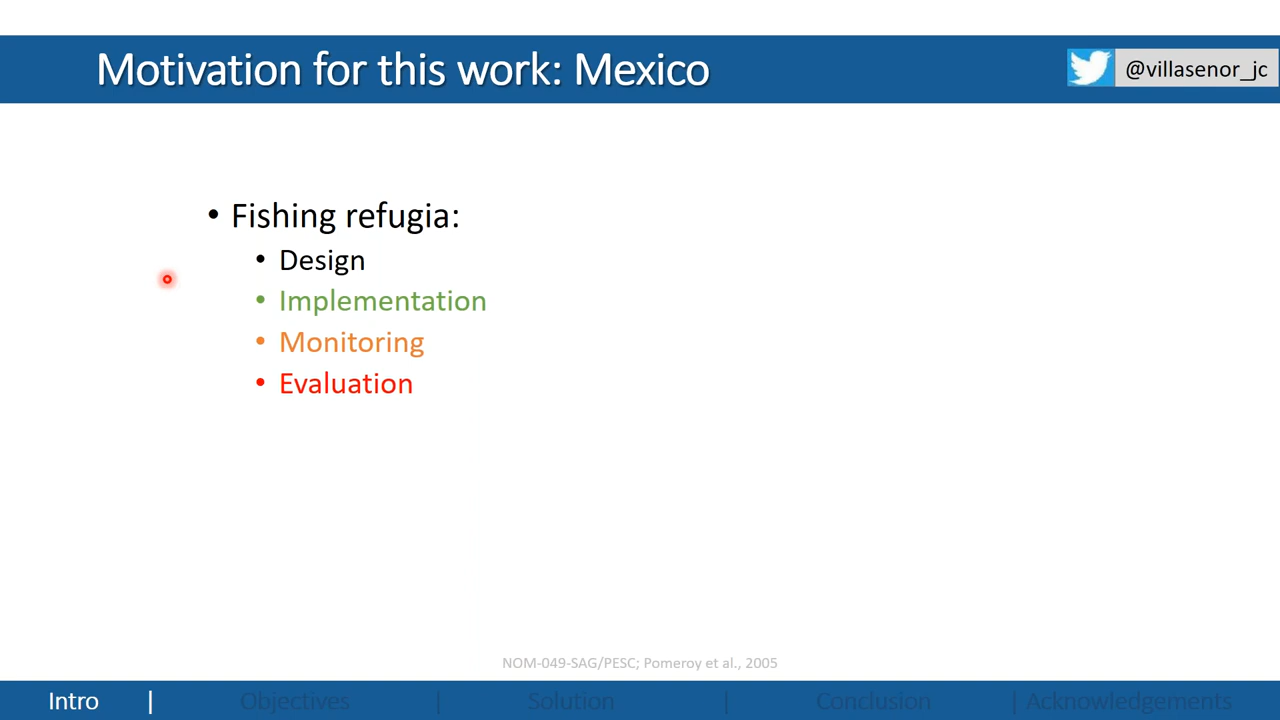 Motivation for this work: Mexico
@villasenor_jc
• Fishing refugia:
• Design
• Implementation
• Monitoring
• Evaluation
NOM-049-SAG/PESC; Pomeroy et al., 2005
Intro | Objectives | Solution | Conclusion | Acknowledgements